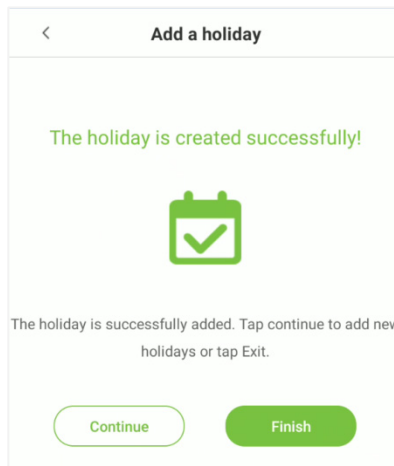 Add a holiday
The holiday is created successfully!
The holiday is successfully added. Tap continue to add new
holidays or tap Exit.
Continue
Finish